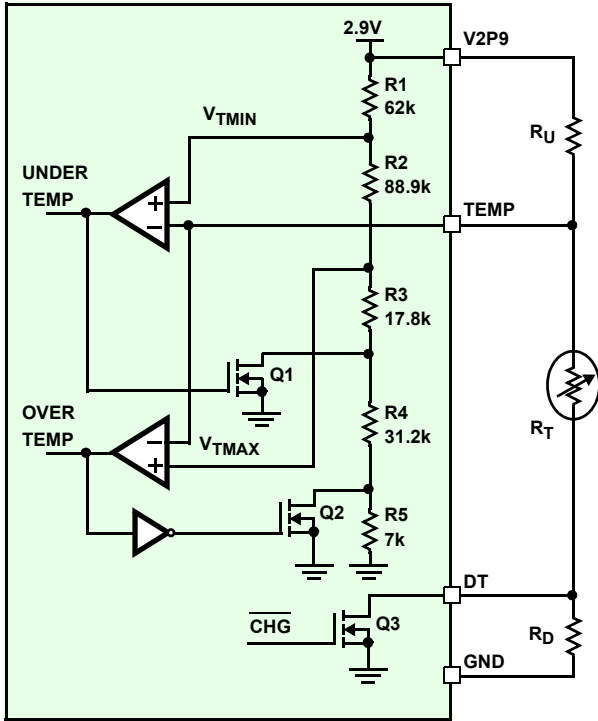 2.9V
V2P9
R1
62k
VTMIN
RU
R2
88.9k
UNDER
TEMP
+
−
TEMP
R3
17.8k
Q1
OVER
TEMP
R4
31.2k
RT
−
+
VTMAX
Q2
R5
7k
DT
CHG
Q3
RD
GND